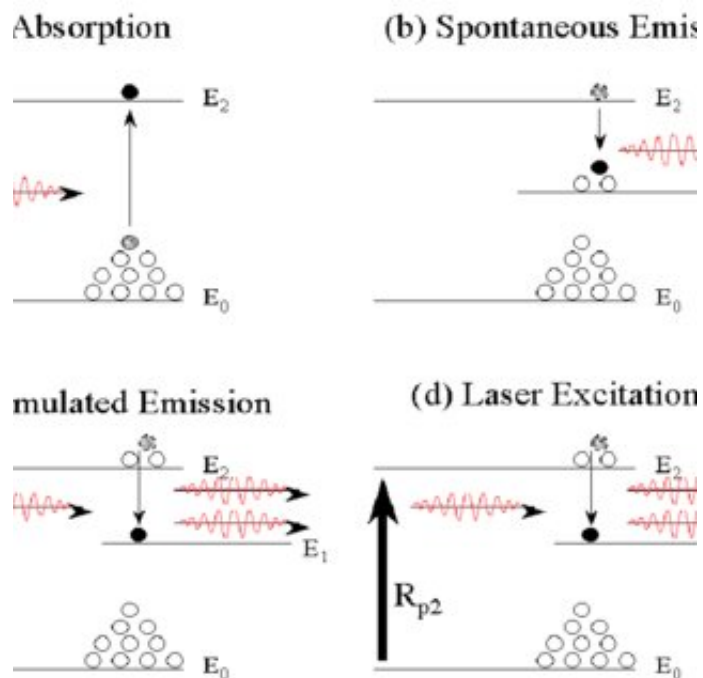 Absorption
(b) Spontaneous Emis
E2
E2
E0
E0
mulated Emission
(d) Laser Excitation
E2
E2
E1
Rp2
E0
E0